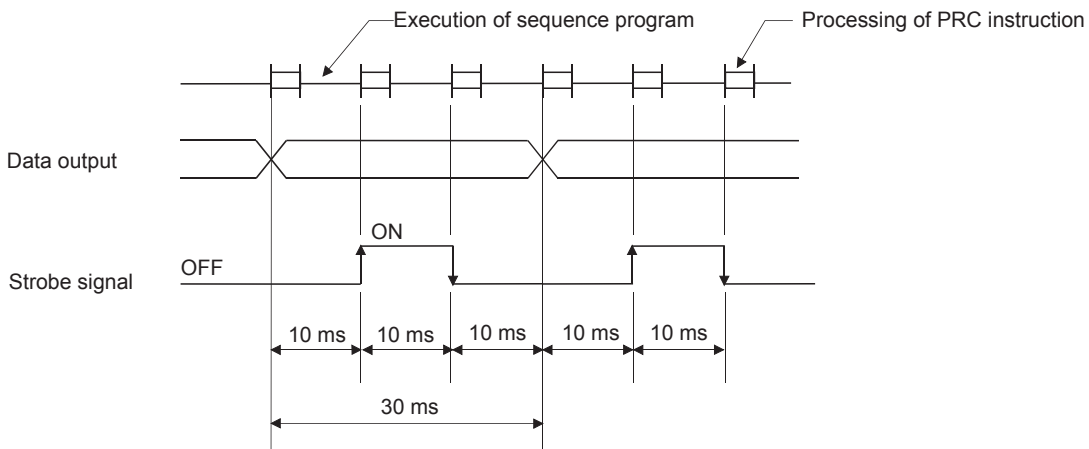 Execution of sequence program
Processing of PRC instruction
Data output
ON
OFF
Strobe signal
10 ms 10 ms 10 ms 10 ms 10 ms
30 ms